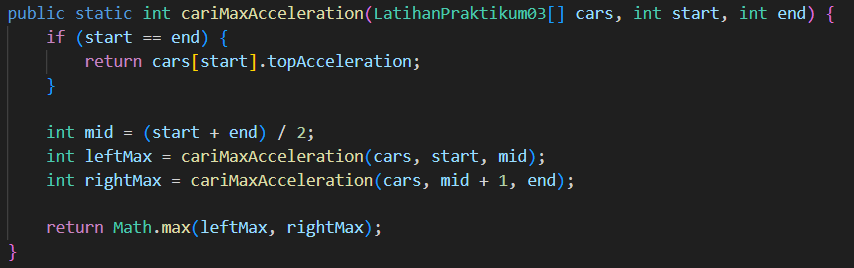 public static int cariMaxAcceleration(LatihanPraktikum03[] cars, int start, int end) {
if (start == end) {
return cars[start].topAcceleration;
}
int mid = (start + end) / 2;
int leftMax = cariMaxAcceleration(cars, start, mid);
int rightMax = cariMaxAcceleration(cars, mid + 1, end);
return Math.max(leftMax, rightMax);
}